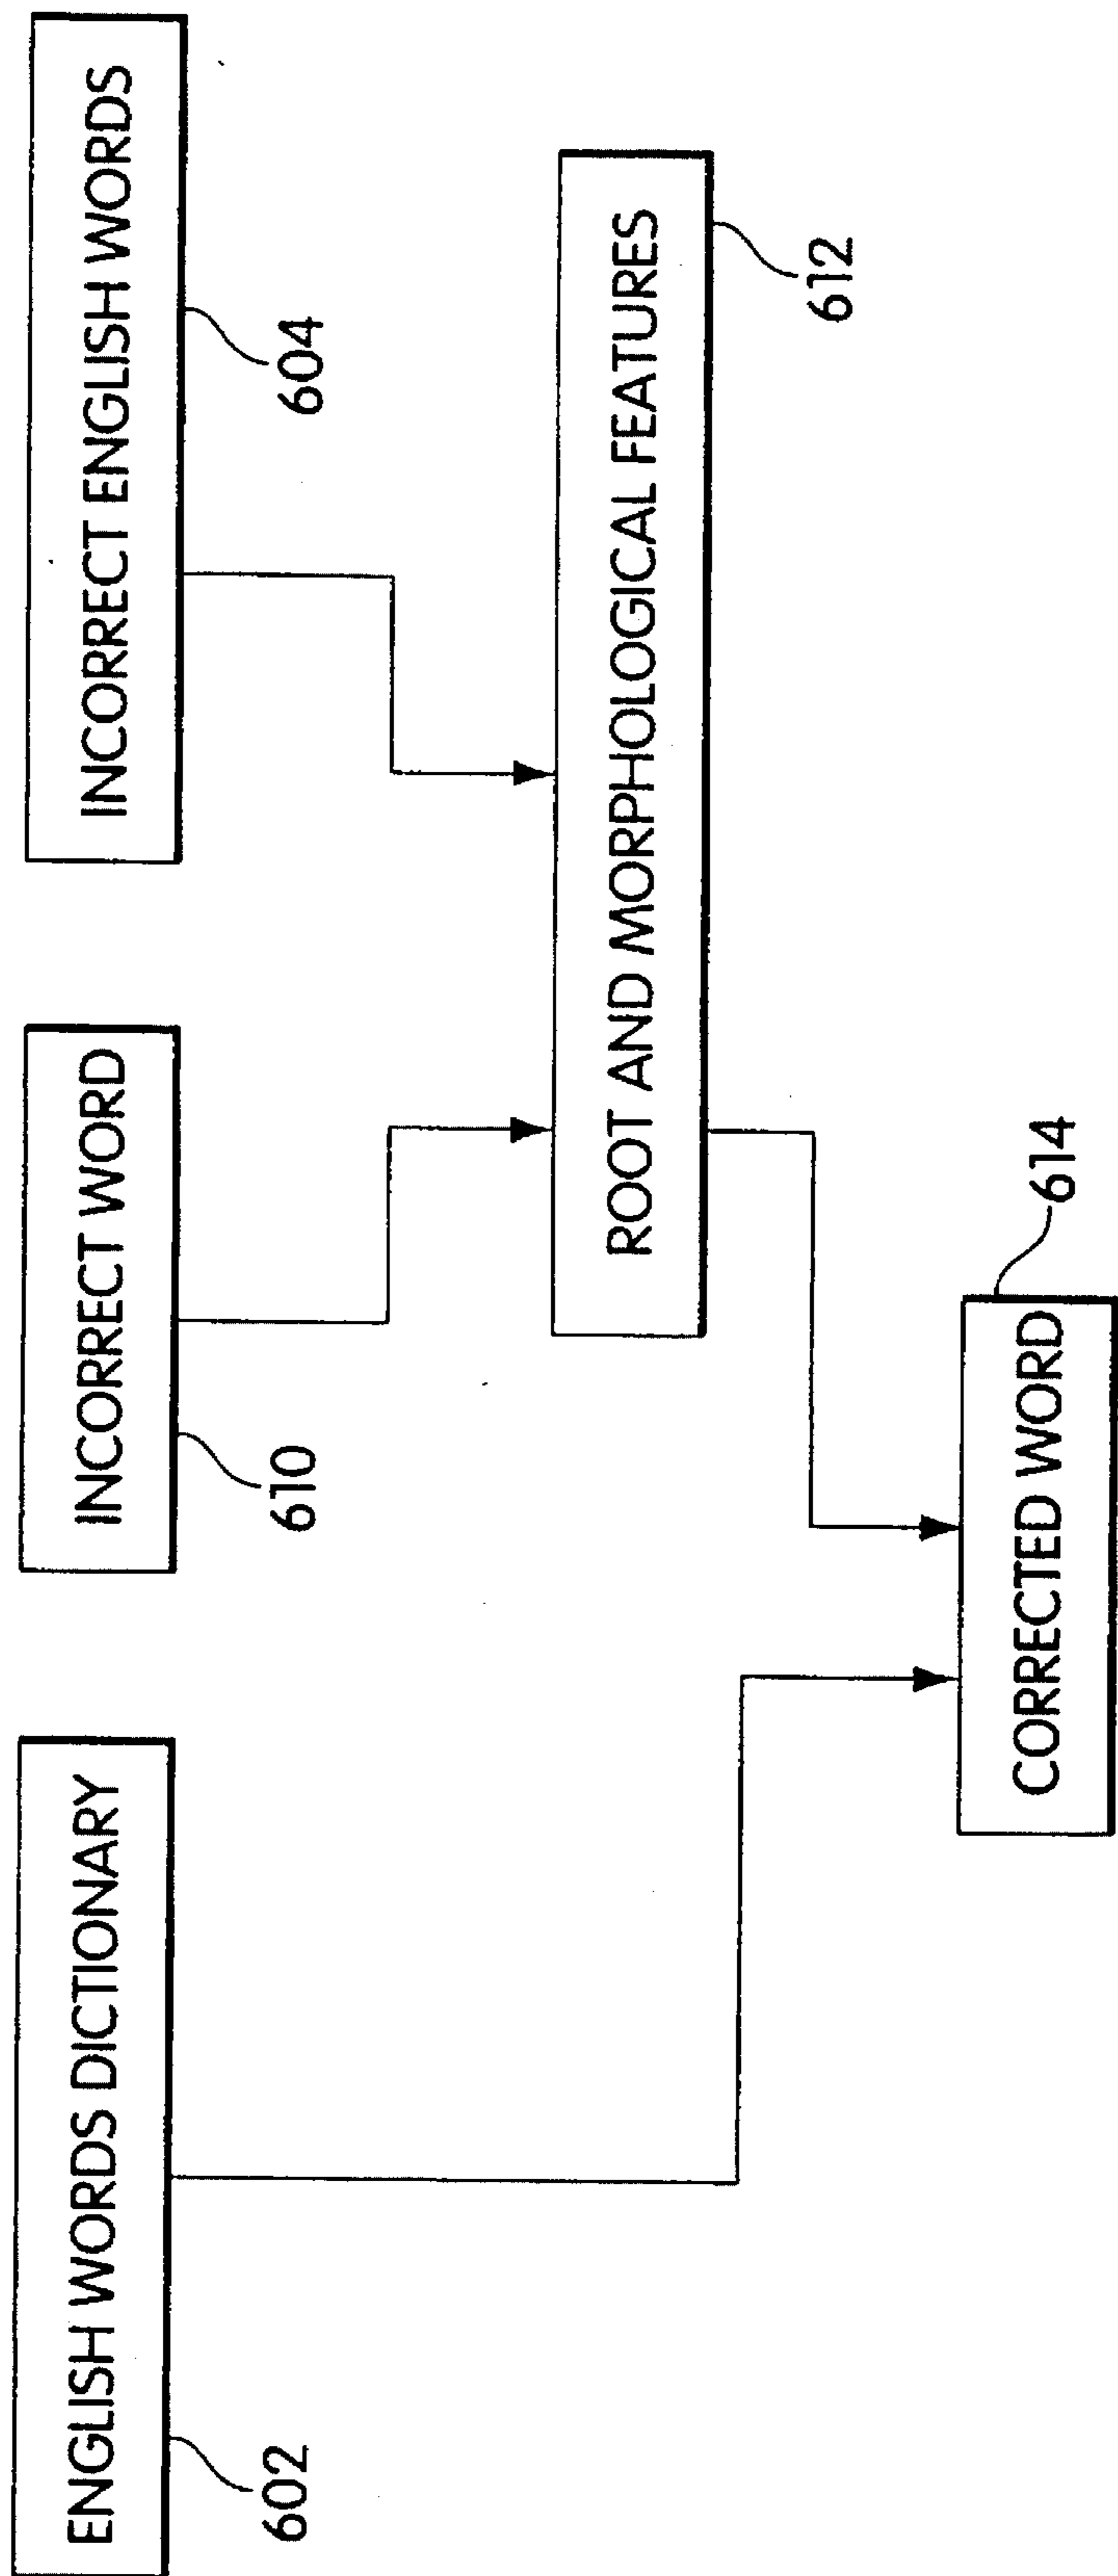 ENGLISH WORDS DICTIONARY
INCORRECT WORD
INCORRECT ENGLISH WORDS
602
610
604
ROOT AND MORPHOLOGICAL FEATURES
612
CORRECTED WORD
614